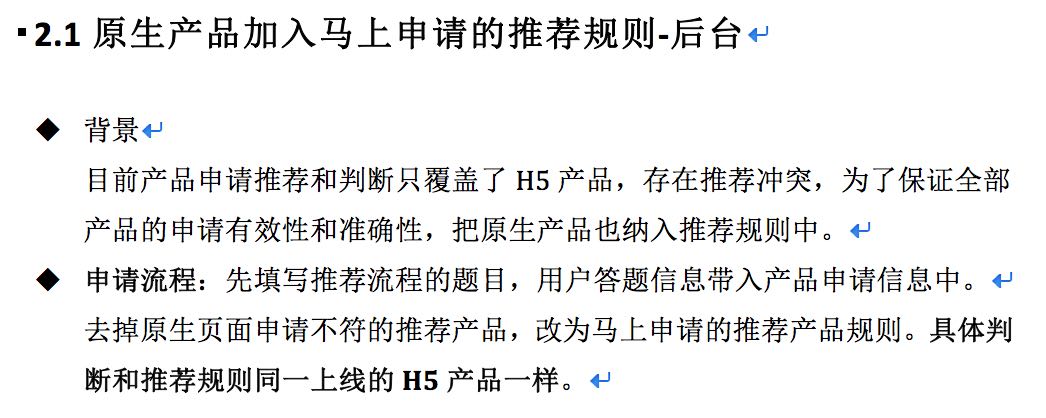 2.1 原生产品加入马上申请的推荐规则-后台
背景
目前产品申请推荐和判断只覆盖了 H5 产品，存在推荐冲突，为了保证全部
产品的申请有效性和准确性，把原生产品也纳入推荐规则中。
申请流程：先填写推荐流程的题目，用户答题信息带入产品申请信息中。
去掉原生页面申请不符的推荐产品，改为马上申请的推荐产品规则。具体判
断和推荐规则同一上线的 H5 产品一样。